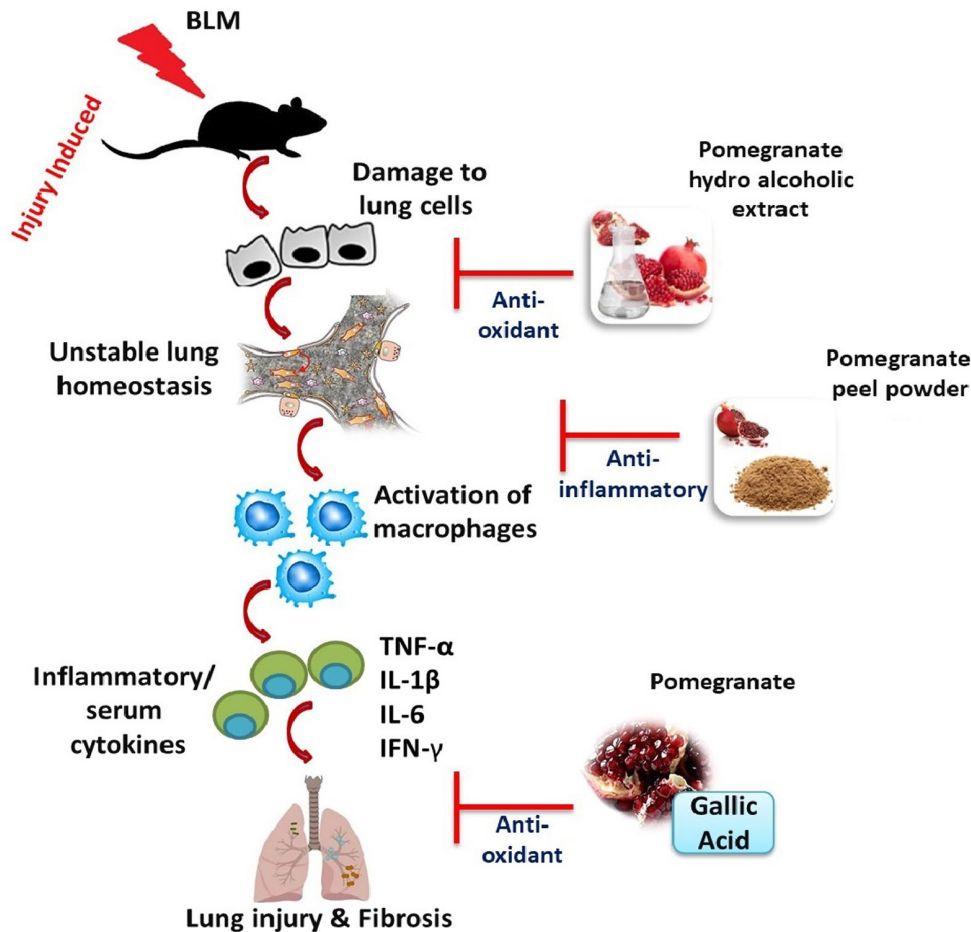 BLM
Injury Induced
Damage to
lung cells
Pomegranate
hydro alcoholic
extract
Anti-
oxidant
Unstable lung
homeostasis
Pomegranate
peel powder
Anti-
inflammatory
Activation of
macrophages
Inflammatory/
serum
cytokines
TNF-α
IL-1β
IL-6
IFN-γ
Pomegranate
Gallic
Acid
Anti-
oxidant
Lung injury & Fibrosis